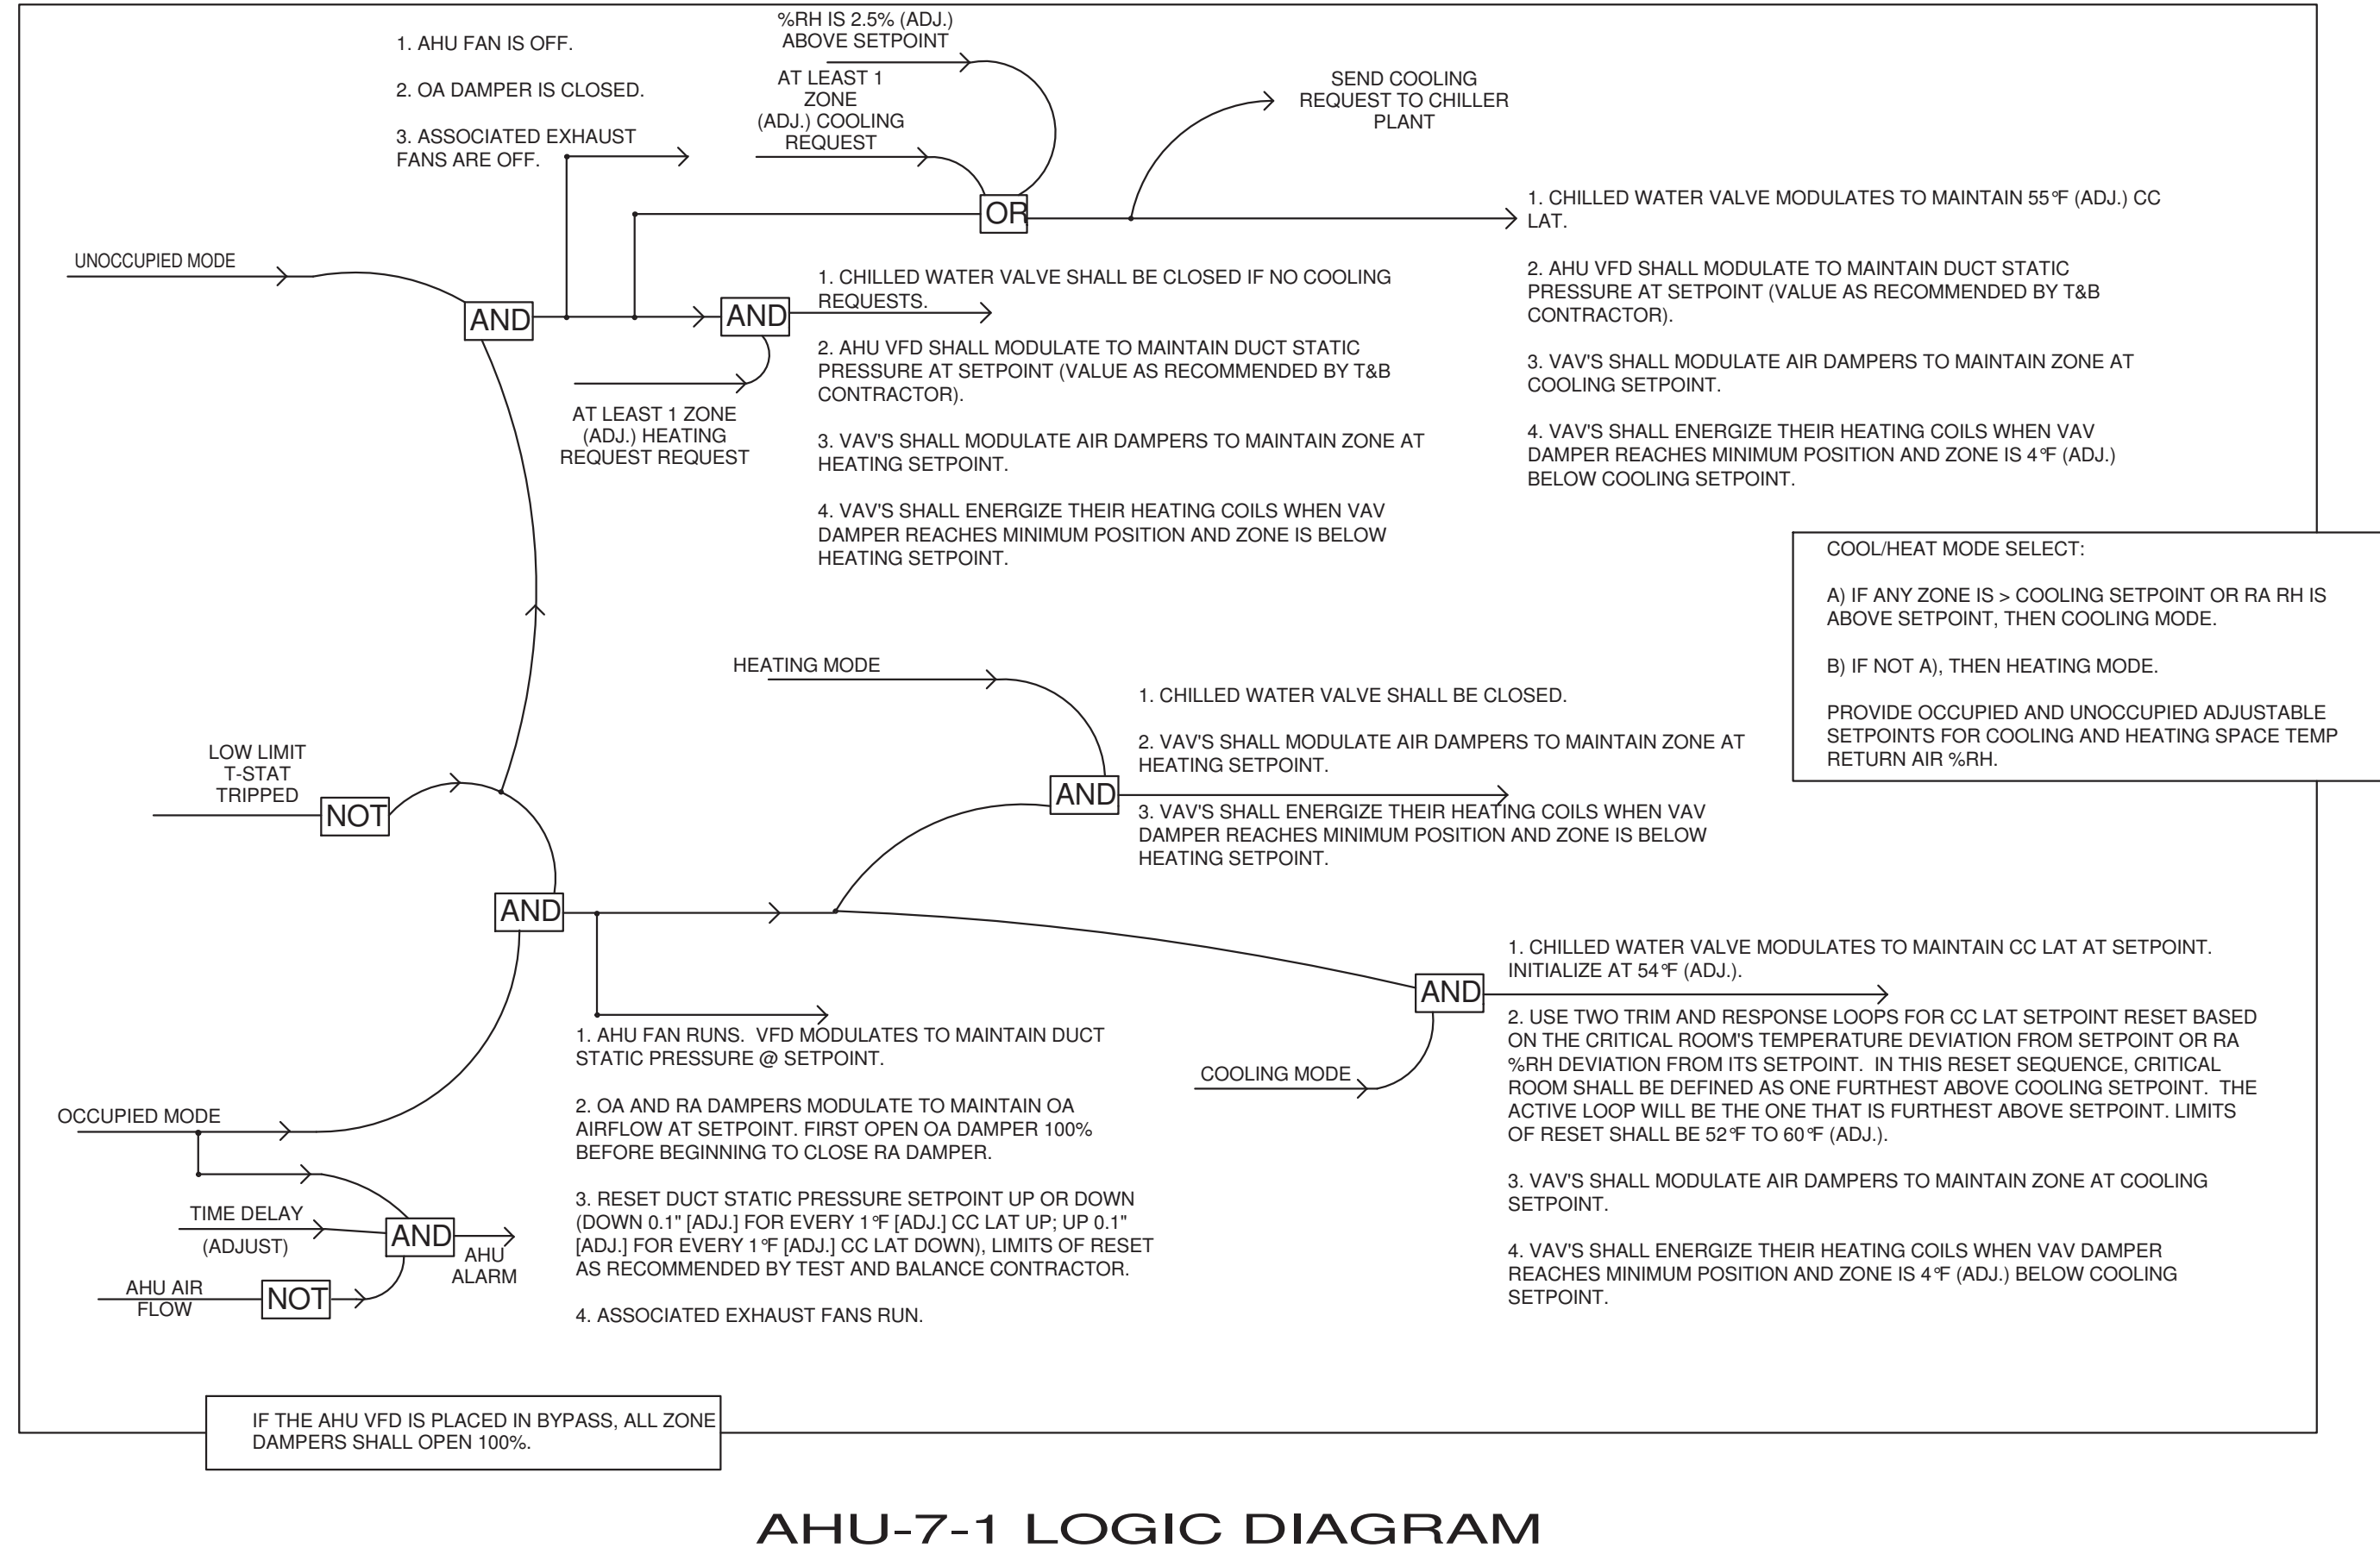 1. AHU FAN IS OFF.
2. OA DAMPER IS CLOSED.
3. ASSOCIATED EXHAUST
FANS ARE OFF.
%RH IS 2.5% (ADJ.)
ABOVE SETPOINT
AT LEAST 1
ZONE
(ADJ.) COOLING
REQUEST
SEND COOLING
REQUEST TO CHILLER
PLANT
OR
1. CHILLED WATER VALVE MODULATES TO MAINTAIN 55°F (ADJ.) CC
LAT.
2. AHU VFD SHALL MODULATE TO MAINTAIN DUCT STATIC
PRESSURE AT SETPOINT (VALUE AS RECOMMENDED BY T&B
CONTRACTOR).
3. VAV'S SHALL MODULATE AIR DAMPERS TO MAINTAIN ZONE AT
COOLING SETPOINT.
4. VAV'S SHALL ENERGIZE THEIR HEATING COILS WHEN VAV
DAMPER REACHES MINIMUM POSITION AND ZONE IS 4°F (ADJ.)
BELOW COOLING SETPOINT.
UNOCCUPIED MODE
AND
AND
1. CHILLED WATER VALVE SHALL BE CLOSED IF NO COOLING
REQUESTS.
2. AHU VFD SHALL MODULATE TO MAINTAIN DUCT STATIC
PRESSURE AT SETPOINT (VALUE AS RECOMMENDED BY T&B
CONTRACTOR).
3. VAV'S SHALL MODULATE AIR DAMPERS TO MAINTAIN ZONE AT
HEATING SETPOINT.
4. VAV'S SHALL ENERGIZE THEIR HEATING COILS WHEN VAV
DAMPER REACHES MINIMUM POSITION AND ZONE IS BELOW
HEATING SETPOINT.
AT LEAST 1 ZONE
(ADJ.) HEATING
REQUEST REQUEST
COOL/HEAT MODE SELECT:
A) IF ANY ZONE IS > COOLING SETPOINT OR RA RH IS
ABOVE SETPOINT, THEN COOLING MODE.
B) IF NOT A), THEN HEATING MODE.
PROVIDE OCCUPIED AND UNOCCUPIED ADJUSTABLE
SETPOINTS FOR COOLING AND HEATING SPACE TEMP
RETURN AIR %RH.
HEATING MODE
AND
1. CHILLED WATER VALVE SHALL BE CLOSED.
2. VAV'S SHALL MODULATE AIR DAMPERS TO MAINTAIN ZONE AT
HEATING SETPOINT.
3. VAV'S SHALL ENERGIZE THEIR HEATING COILS WHEN VAV
DAMPER REACHES MINIMUM POSITION AND ZONE IS BELOW
HEATING SETPOINT.
LOW LIMIT
T-STAT
TRIPPED
NOT
AND
AND
1. CHILLED WATER VALVE MODULATES TO MAINTAIN CC LAT AT SETPOINT.
INITIALIZE AT 54°F (ADJ.).
2. USE TWO TRIM AND RESPONSE LOOPS FOR CC LAT SETPOINT RESET BASED
ON THE CRITICAL ROOM'S TEMPERATURE DEVIATION FROM SETPOINT OR RA
%RH DEVIATION FROM ITS SETPOINT.  IN THIS RESET SEQUENCE, CRITICAL
ROOM SHALL BE DEFINED AS ONE FURTHEST ABOVE COOLING SETPOINT.  THE
ACTIVE LOOP WILL BE THE ONE THAT IS FURTHEST ABOVE SETPOINT. LIMITS
OF RESET SHALL BE 52°F TO 60°F (ADJ.).
3. VAV'S SHALL MODULATE AIR DAMPERS TO MAINTAIN ZONE AT COOLING
SETPOINT.
4. VAV'S SHALL ENERGIZE THEIR HEATING COILS WHEN VAV DAMPER
REACHES MINIMUM POSITION AND ZONE IS 4°F (ADJ.) BELOW COOLING
SETPOINT.
COOLING MODE
1. AHU FAN RUNS.  VFD MODULATES TO MAINTAIN DUCT
STATIC PRESSURE @ SETPOINT.
2. OA AND RA DAMPERS MODULATE TO MAINTAIN OA
AIRFLOW AT SETPOINT. FIRST OPEN OA DAMPER 100%
BEFORE BEGINNING TO CLOSE RA DAMPER.
3. RESET DUCT STATIC PRESSURE SETPOINT UP OR DOWN
(DOWN 0.1" [ADJ.] FOR EVERY 1°F [ADJ.] CC LAT UP; UP 0.1"
[ADJ.] FOR EVERY 1°F [ADJ.] CC LAT DOWN), LIMITS OF RESET
AS RECOMMENDED BY TEST AND BALANCE CONTRACTOR.
4. ASSOCIATED EXHAUST FANS RUN.
OCCUPIED MODE
TIME DELAY
(ADJUST)
AND
AHU
ALARM
AHU AIR
FLOW
NOT
IF THE AHU VFD IS PLACED IN BYPASS, ALL ZONE
DAMPERS SHALL OPEN 100%.
AHU-7-1 LOGIC DIAGRAM